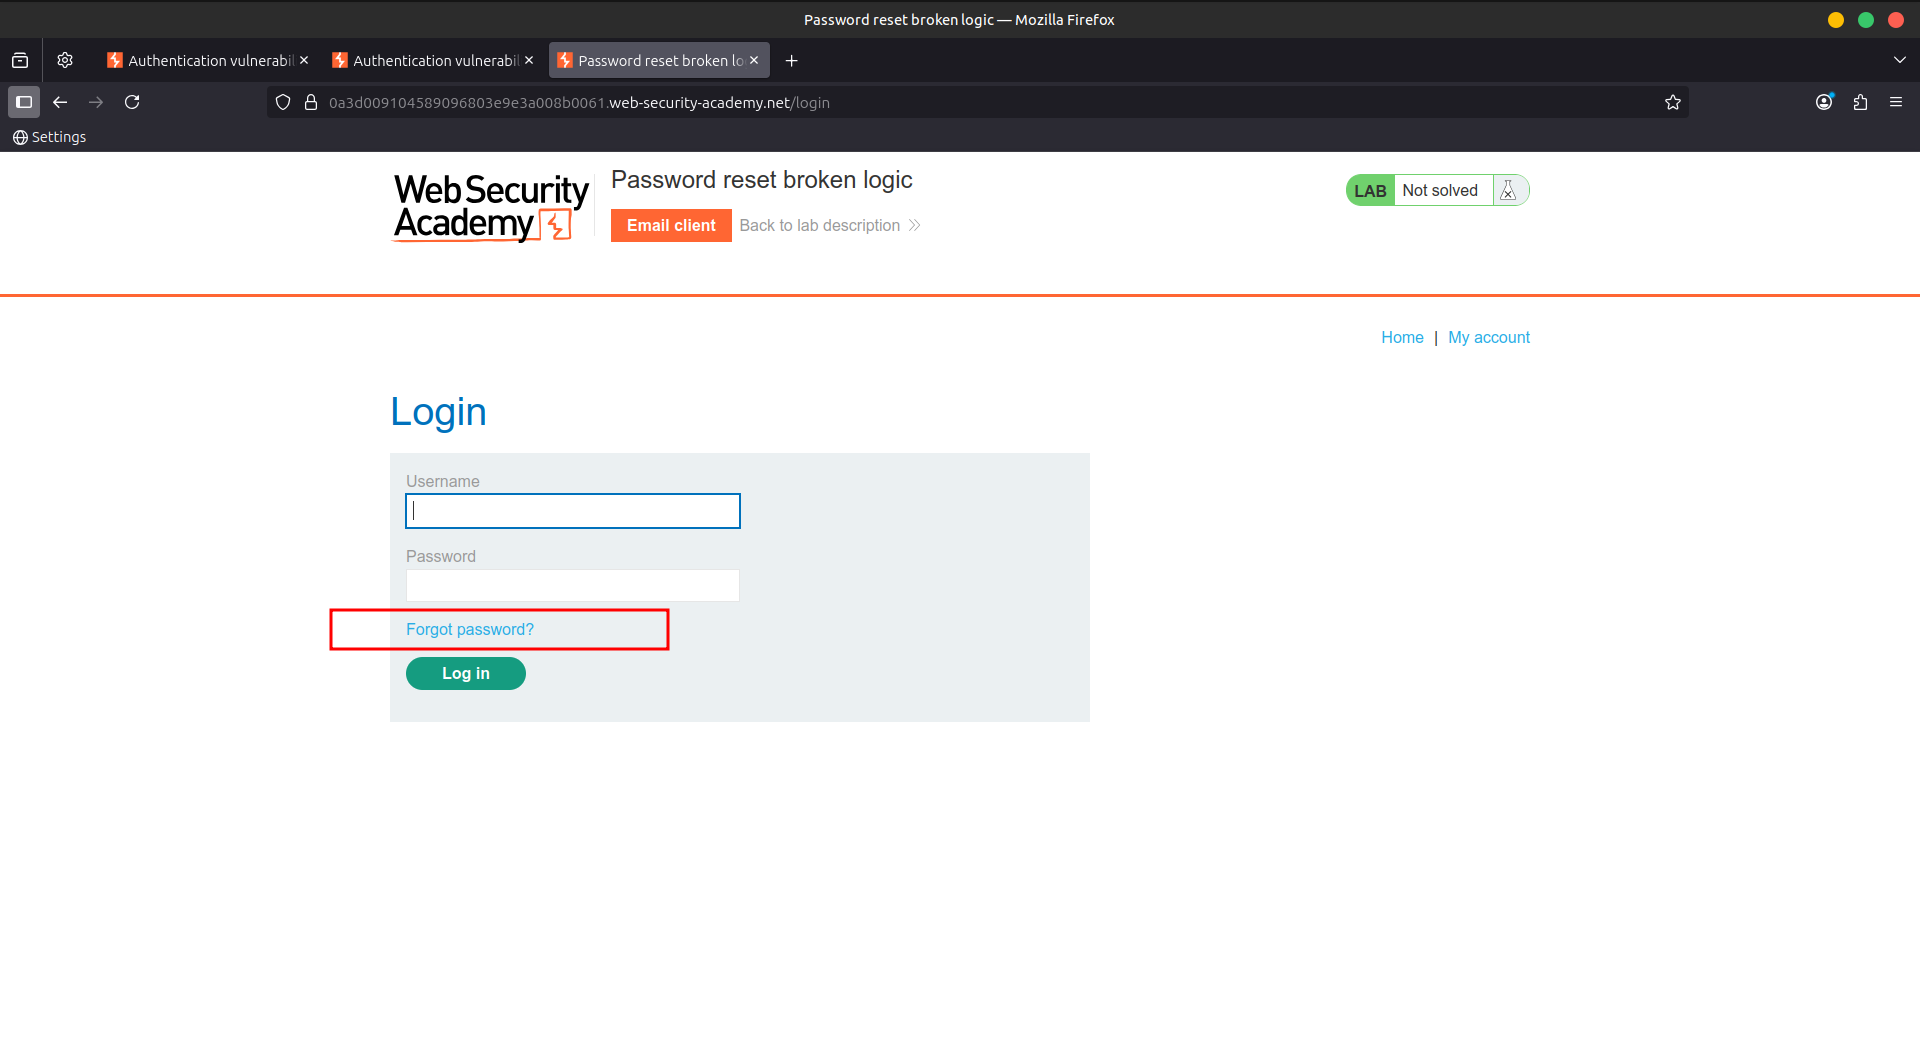 Password reset broken logic — Mozilla Firefox
Authentication vulnerabil
Authentication vulnerabil
Password reset broken lo
0a3d009104589096803e9e3a008b0061.web-security-academy.net/login
Settings
Web Security
Academy
Password reset broken logic
Email client
Back to lab description
LAB
Not solved
Home | My account
Login
Username
Password
Forgot password?
Log in